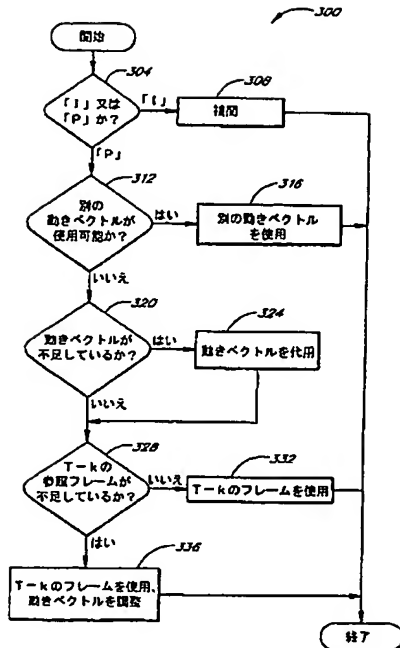 300
開始
304
「I」又は
「P」か?
「I」
308
補間
「P」
312
別の
動きベクトルが
使用可能か?
はい
316
別の動きベクトル
を使用
いいえ
320
動きベクトルが
不足しているか?
はい
324
動きベクトルを代用
いいえ
328
T-kの
参照フレームが
不足しているか?
いいえ
332
T-kのフレームを使用
はい
336
T-kのフレームを使用、
動きベクトルを調整
終了